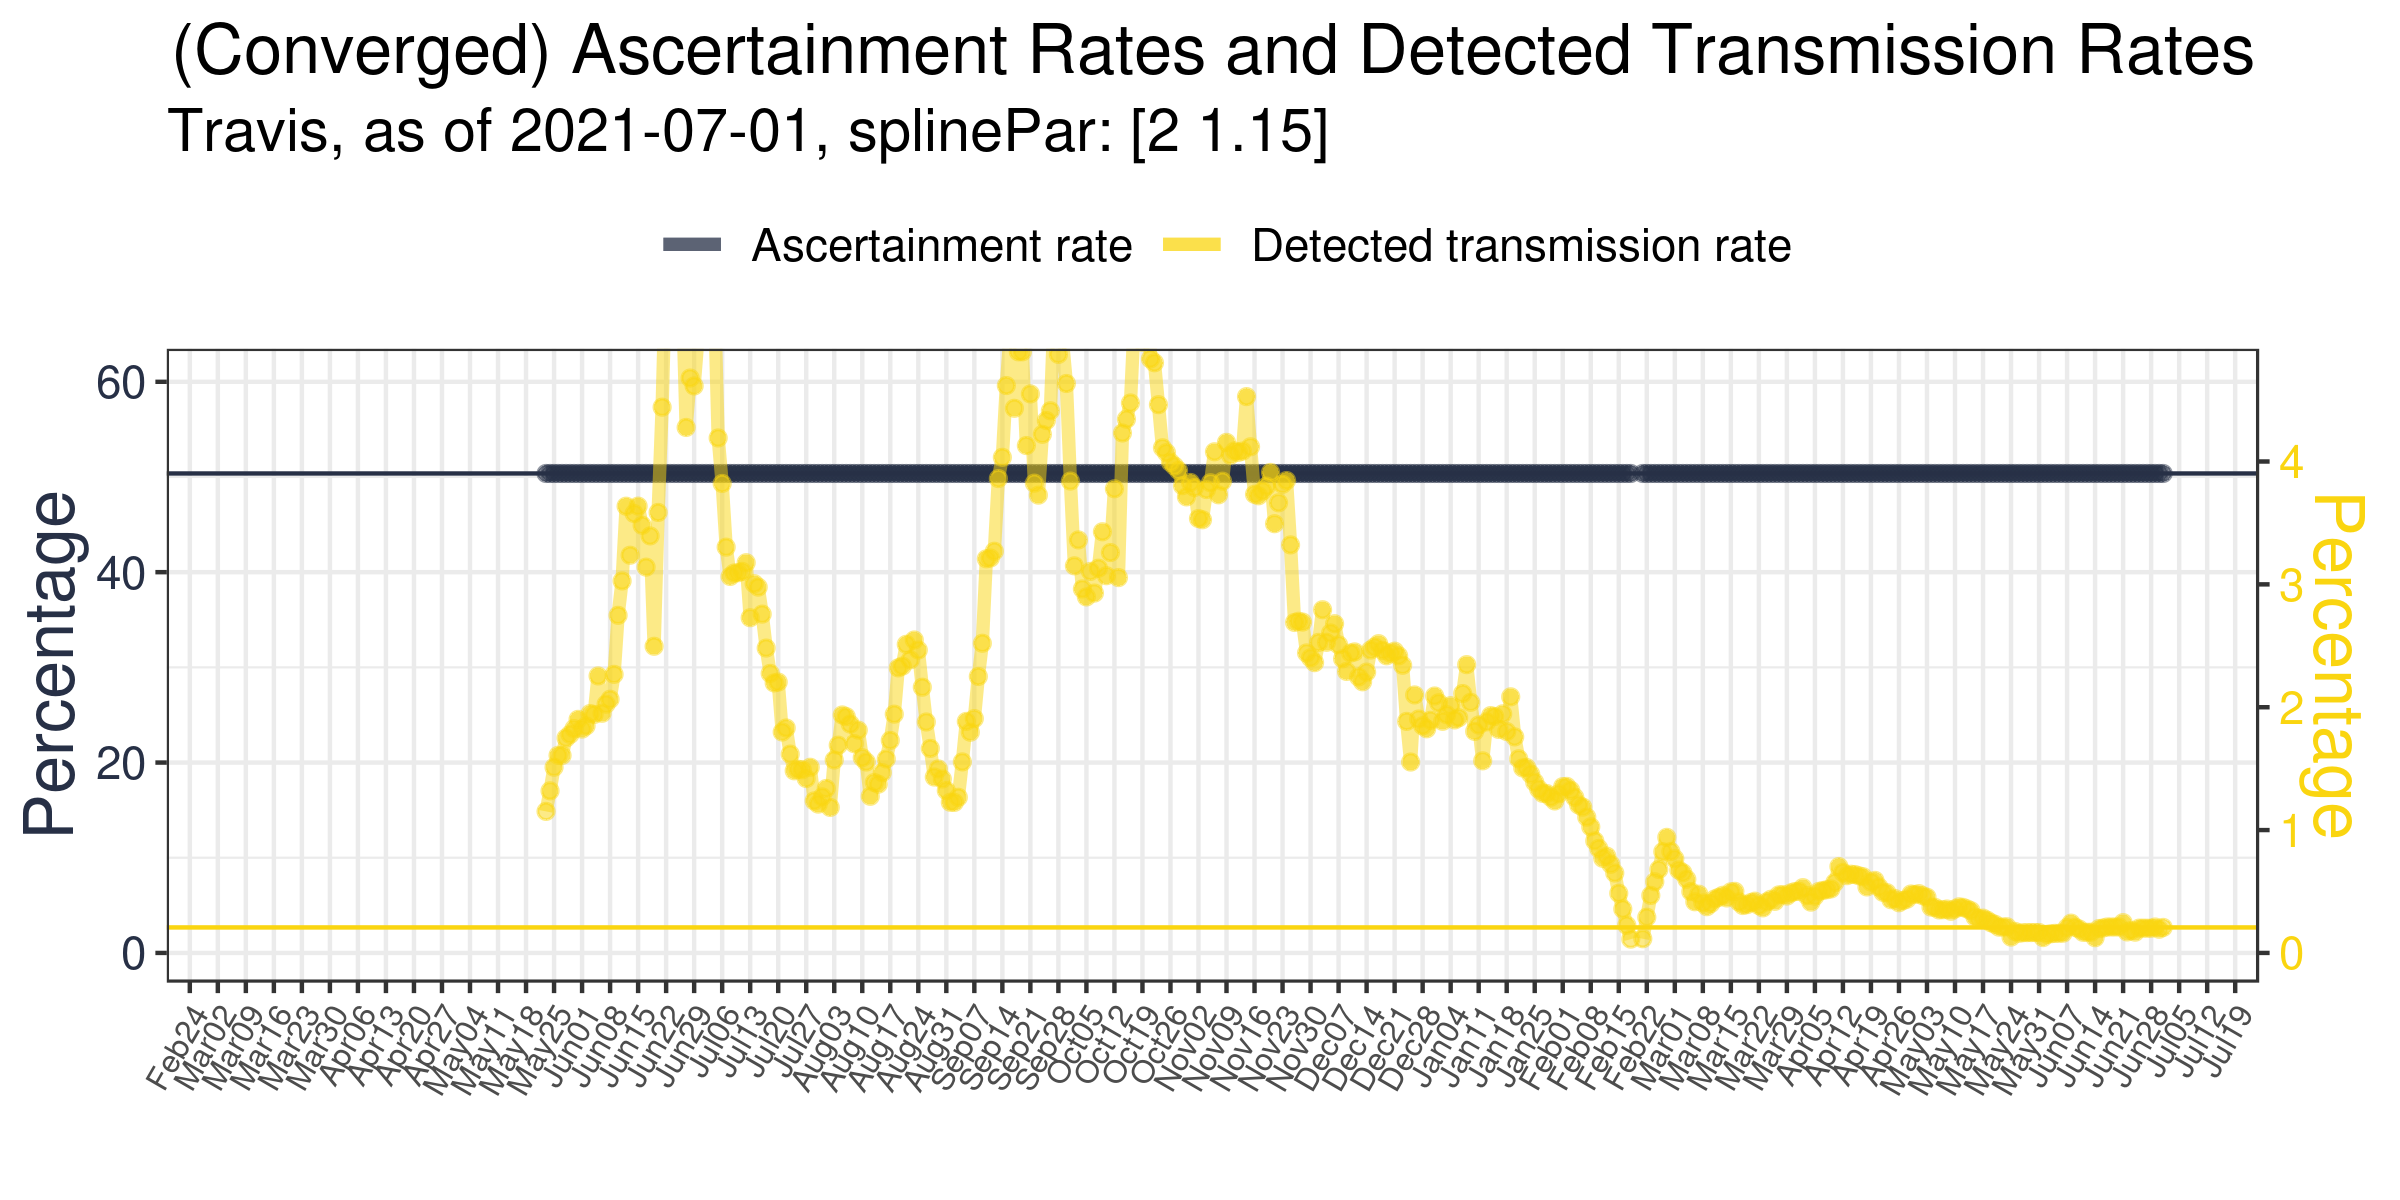 (Converged) Ascertainment Rates and Detected Transmission Rates
Travis, as of 2021-07-01, splinePar: [2 1.15]
Ascertainment rate Detected transmission rate
Percentage
60
40
20
0
4
3
2
1
0
Percentage
Feb24 Mar02 Mar09 Mar16 Mar23 Mar30 Apr06 Apr13 Apr20 Apr27 May04 May11 May18 May25 Jun01 Jun08 Jun15 Jun22 Jun29 Jul06 Jul13 Jul20 Jul27 Aug03 Aug10 Aug17 Aug24 Aug31 Sep07 Sep14 Sep21 Sep28 Oct05 Oct12 Oct19 Oct26 Nov02 Nov09 Nov16 Nov23 Nov30 Dec07 Dec14 Dec21 Dec28 Jan04 Jan11 Jan18 Jan25 Feb01 Feb08 Feb15 Feb22 Mar01 Mar08 Mar15 Mar22 Mar29 Apr05 Apr12 Apr19 Apr26 May03 May10 May17 May24 May31 Jun07 Jun14 Jun21 Jun28 Jul05 Jul12 Jul19